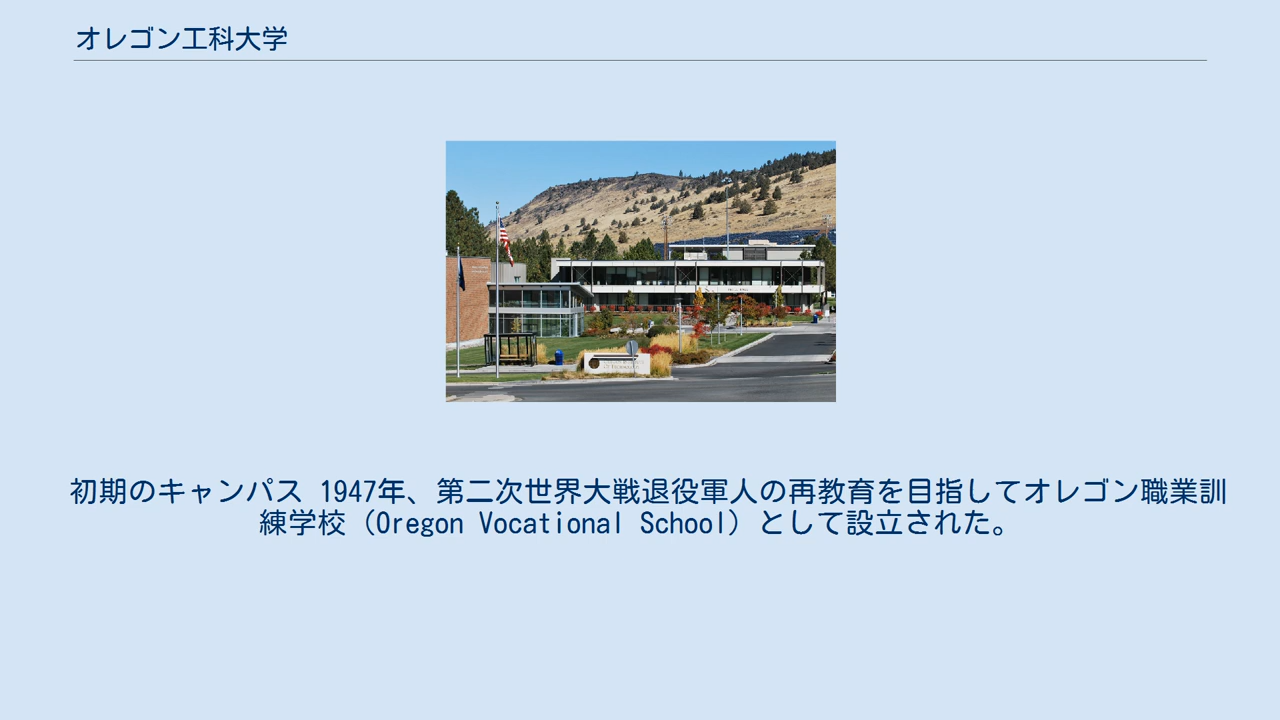 オレゴン工科大学
初期のキャンパス 1947年、第二次世界大戦退役軍人の再教育を目指してオレゴン職業訓
練学校（Oregon Vocational School）として設立された。